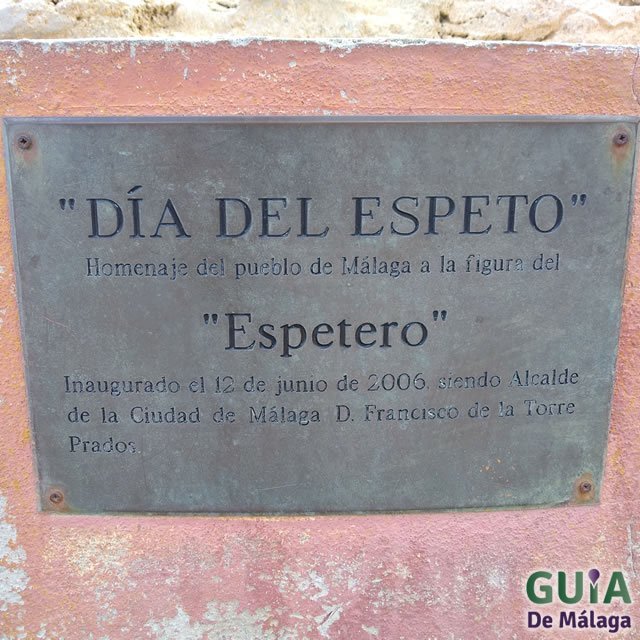 "DÍA DEL ESPETO"
Homenaje del pueblo de Málaga a la figura del
"Espetero"
Inaugurado el 12 de junio de 2006, siendo Alcalde
de la Ciudad de Málaga D. Francisco de la Torre
Prados.
GUiA
De Málaga